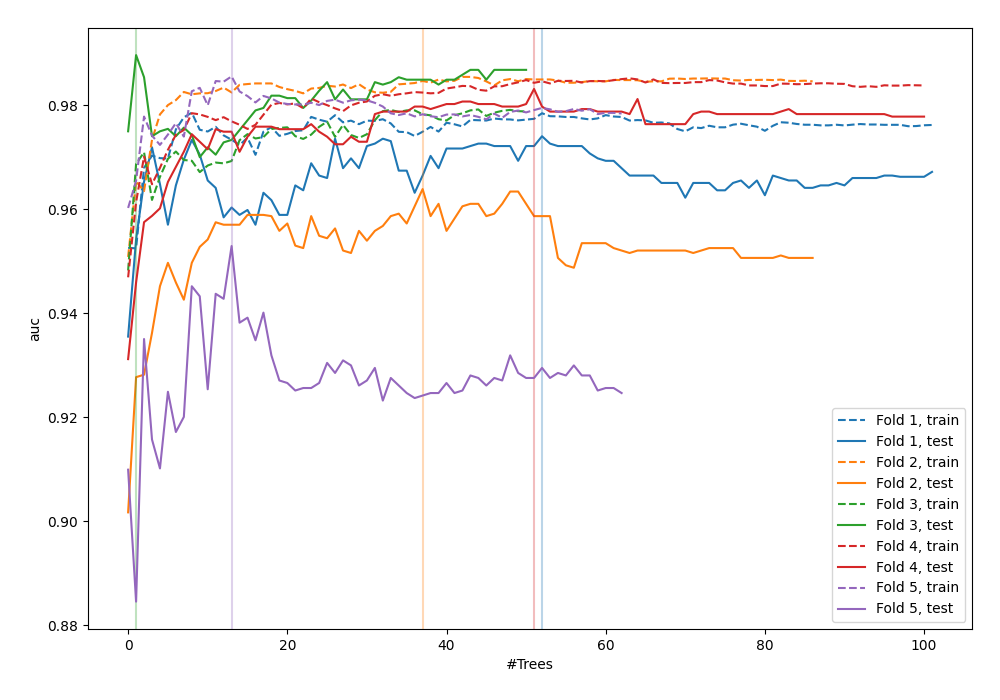 0.98
0.96
0.94
0.92
0.90
0.88
auc
0
20
40
60
80
100
#Trees
Fold 1, train
Fold 1, test
Fold 2, train
Fold 2, test
Fold 3, train
Fold 3, test
Fold 4, train
Fold 4, test
Fold 5, train
Fold 5, test